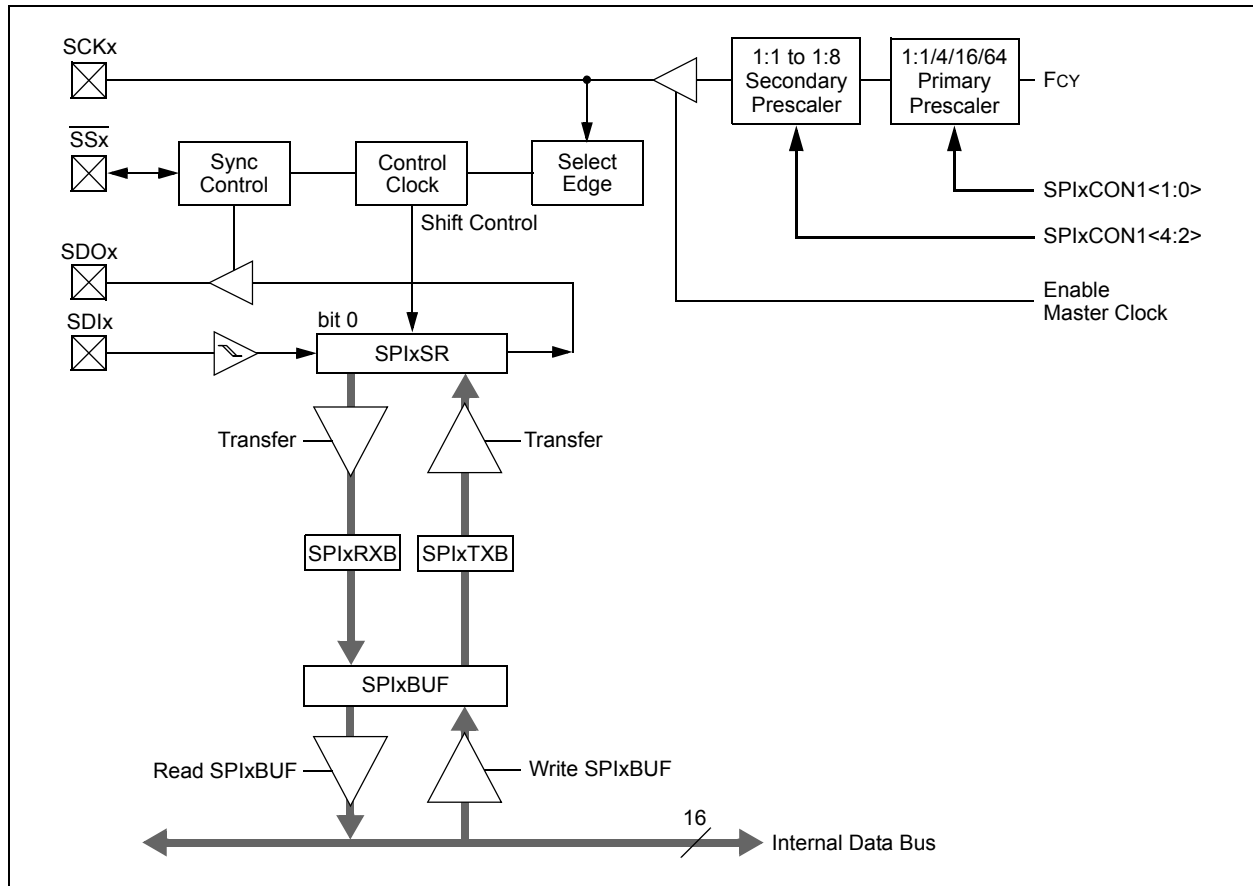 SCKx
1:1 to 1:8
Secondary
Prescaler
1:1/4/16/64
Primary
Prescaler
FCY
SSx
Sync
Control
Control
Clock
Select
Edge
Shift Control
SPIxCON1<1:0>
SPIxCON1<4:2>
SDOx
Enable
Master Clock
SDIx
bit 0
SPIxSR
Transfer
Transfer
SPIxRXB
SPIxTXB
SPIxBUF
Read SPIxBUF
Write SPIxBUF
16
Internal Data Bus